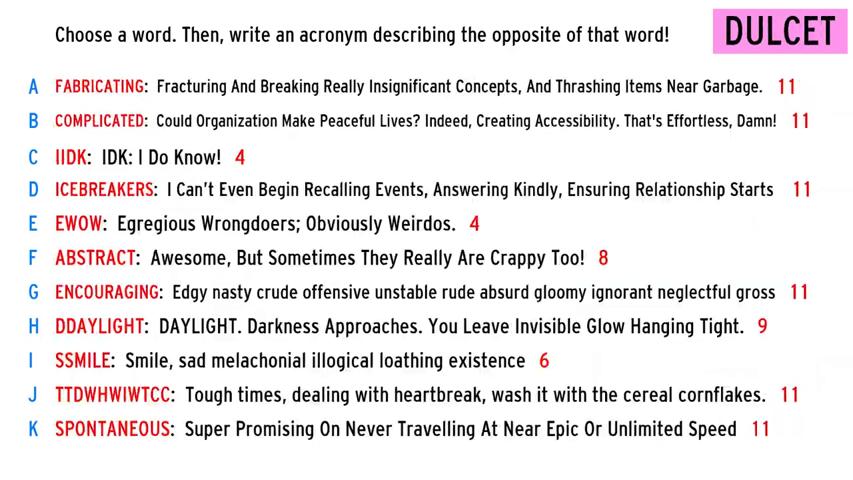 Choose a word. Then, write an acronym describing the opposite of that word!
DULCET
A FABRICATING: Fracturing And Breaking Really Insignificant Concepts, And Thrashing Items Near Garbage. 11
B COMPLICATED: Could Organization Make Peaceful Lives? Indeed, Creating Accessibility. That's Effortless, Damn! 11
C IIDK: IDK: I Do Know! 4
D ICEBREAKERS: I Can't Even Begin Recalling Events, Answering Kindly, Ensuring Relationship Starts 11
E EWOW: Egregious Wrongdoers; Obviously Weirdos. 4
F ABSTRACT: Awesome, But Sometimes They Really Are Crappy Too! 8
G ENCOURAGING: Edgy nasty crude offensive unstable rude absurd gloomy ignorant neglectful gross 11
H DDAYLIGHT: DAYLIGHT. Darkness Approaches. You Leave Invisible Glow Hanging Tight. 9
I SSMILE: Smile, sad melachonial illogical loathing existence 6
J TTDWHWIWTCC: Tough times, dealing with heartbreak, wash it with the cereal cornflakes. 11
K SPONTANEOUS: Super Promising On Never Travelling At Near Epic Or Unlimited Speed 11